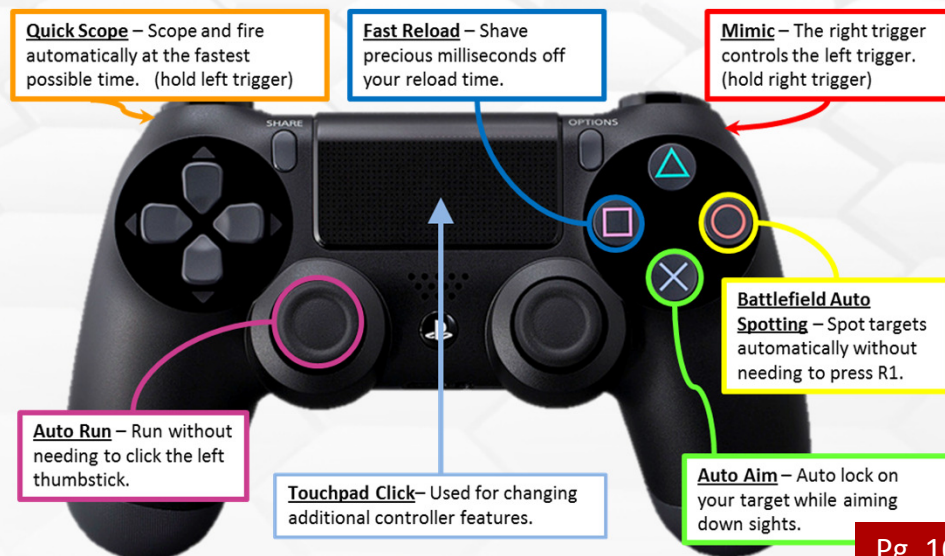 Quick Scope – Scope and fire
automatically at the fastest
possible time. (hold left trigger)
Fast Reload – Shave
precious milliseconds off
your reload time.
Mimic – The right trigger
controls the left trigger.
(hold right trigger)
SHARE
OPTIONS
Battlefield Auto
Spotting – Spot targets
automatically without
needing to press R1.
Auto Run – Run without
needing to click the left
thumbstick.
Touchpad Click– Used for changing
additional controller features.
Auto Aim – Auto lock on
your target while aiming
down sights.
Pg.